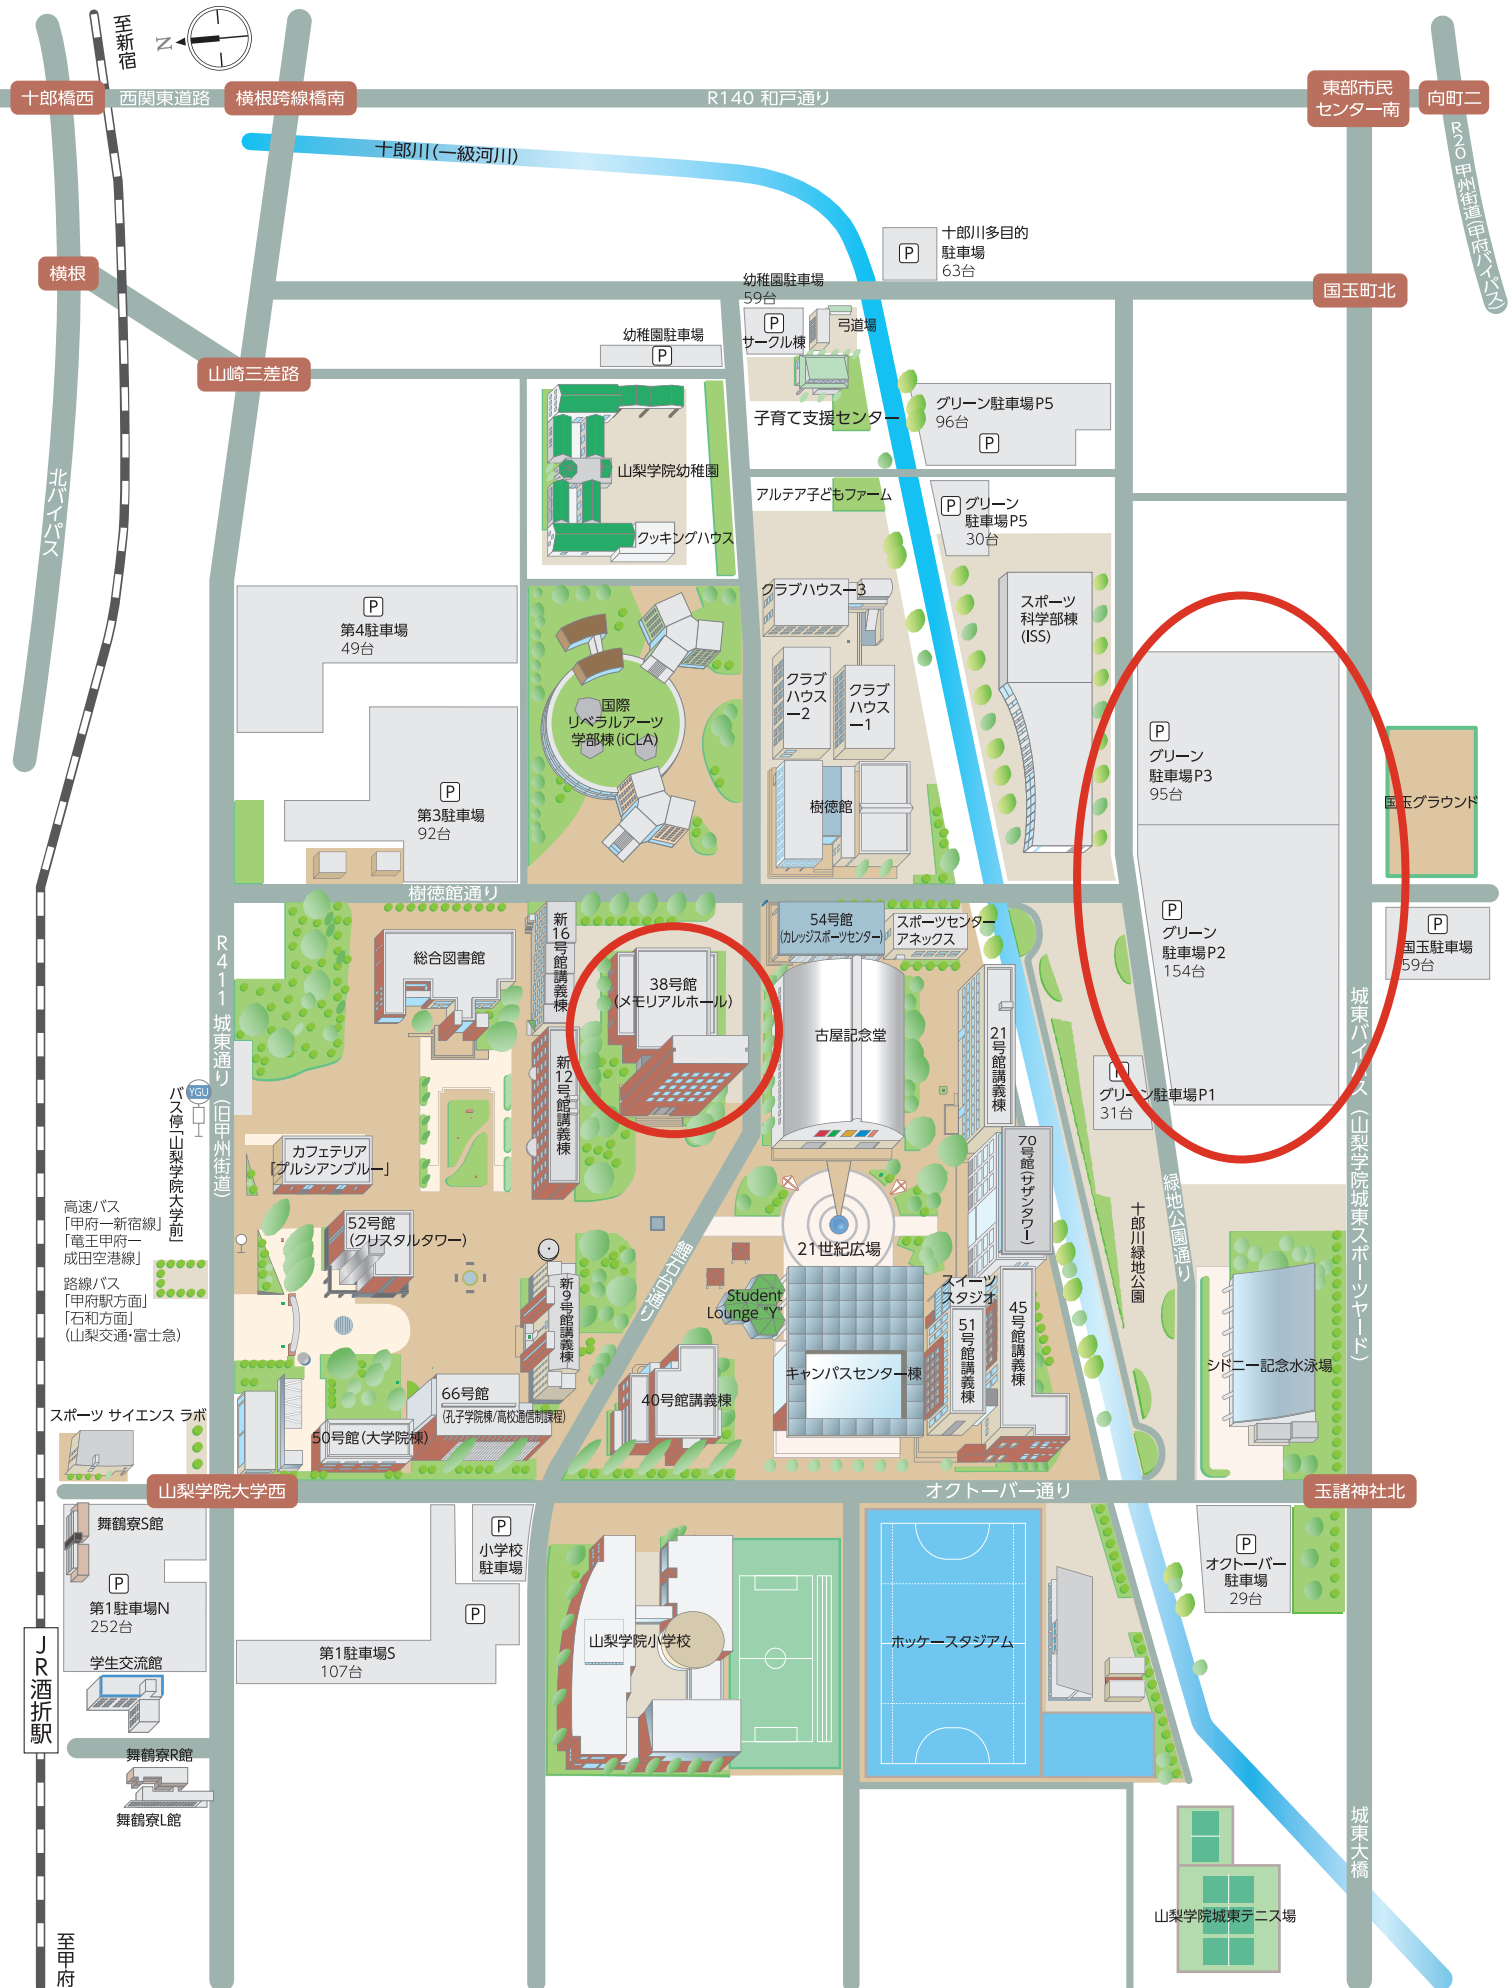 至新宿
N
十郎橋西
西関東道路
横根跨線橋南
R140 和戸通り
東部市民
センター南
向町二
R20 甲州街道(甲府バイパス)
十郎川(一級河川)
P
十郎川多目的
駐車場
63台
横根
国玉町北
幼稚園駐車場
59台
P
サークル棟
弓道場
幼稚園駐車場
P
山崎三差路
子育て支援センター
グリーン駐車場P5
96台
P
北バイパス
山梨学院幼稚園
クッキングハウス
アルテア子どもファーム
P
グリーン
駐車場P5
30台
P
第4駐車場
49台
クラブハウスー3
スポーツ
科学部棟
(ISS)
国際
リベラルアーツ
学部棟(iCLA)
クラブ
ハウス
ー2
クラブ
ハウス
ー1
P
グリーン
駐車場P3
95台
P
第3駐車場
92台
樹徳館
国玉グラウンド
樹徳館通り
R411 城東通り (旧甲州街道)
総合図書館
新16号館講義棟
38号館
(メモリアルホール)
54号館
(カレッジスポーツセンター)
スポーツセンター
アネックス
P
グリーン
駐車場P2
154台
P
国玉駐車場
59台
新12号館講義棟
古屋記念堂
21号館講義棟
城東バイパス (山梨学院城東スポーツヤード)
YGU
バス停「山梨学院大学前」
P
グリーン駐車場P1
31台
カフェテリア
「プルシアンブルー」
70号館(サザンタワー)
緑地公園通り
十郎川緑地公園
高速バス
「甲府ー新宿線」
「竜王甲府ー
成田空港線」
路線バス
「甲府駅方面」
「石和方面」
(山梨交通・富士急)
52号館
(クリスタルタワー)
21世紀広場
新9号館講義棟
Student
Lounge "Y"
スイーツ
スタジオ
45号館講義棟
51号館講義棟
キャンパスセンター棟
シドニー記念水泳場
66号館
(孔子学院棟/高校通信制課程)
40号館講義棟
スポーツ サイエンス ラボ
50号館(大学院棟)
山梨学院大学西
オクトーバー通り
玉諸神社北
舞鶴寮S館
P
第1駐車場N
252台
P
小学校
駐車場
P
第1駐車場S
107台
P
オクトーバー
駐車場
29台
山梨学院小学校
ホッケースタジアム
JR酒折駅
学生交流館
舞鶴寮R館
舞鶴寮L館
城東大橋
山梨学院城東テニス場
至甲府